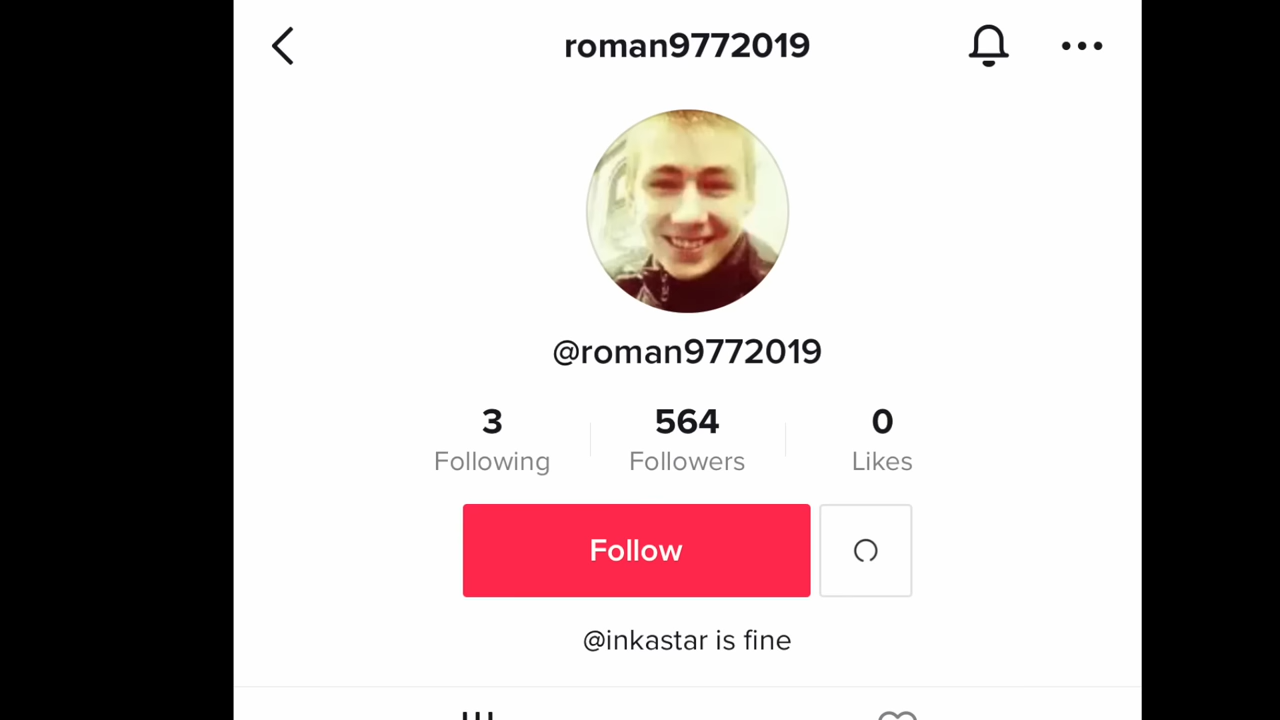 roman9772019
@roman9772019
3 564 0
Following Followers Likes
Follow
@inkastar is fine